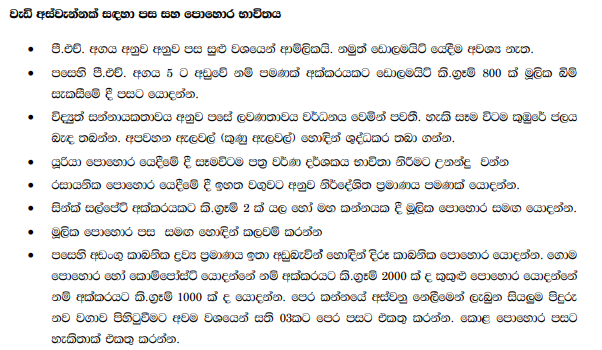 වැඩි අස්වැන්නක් සඳහා පස සහ පොහොර භාවිතය
• පී.එච්. අගය අනුව අනුව පස සුළු වශයෙන් ආම්ලිකයි. නමුත් ඩොලමයිට් යෙදීම අවශ්‍ය නැත.
• පසෙහි පී.එච්. අගය 5 ට අඩුවේ නම් පමණක් අක්කරයකට ඩොලමයිට් කි.ග්‍රෑම් 800 ක් මූලික බිම්
සැකසීමේ දී පසට යොදන්න.
• විද්‍යුත් සන්නායකතාවය අනුව පසේ ලවණතාවය වර්ධනය වෙමින් පවතී. හැකි සෑම විටම කුඹුරේ ජලය
බැඳ තබන්න. අපවහන ඇලවල් (කුණු ඇලවල්) හොඳින් ශුද්ධකර තබා ගන්න.
• යූරියා පොහොර යෙදීමේ දී සෑමවිටම පත්‍ර වර්ණ දර්ශකය භාවිතා කිරීමට උනන්දු වන්න
• රසායනික පොහොර යෙදීමේ දී ඉහත වගුවට අනුව නිර්දේශිත ප්‍රමාණය පමණක් යොදන්න.
• සින්ක් සල්පේට් අක්කරයකට කි.ග්‍රෑම් 2 ක් යල හෝ මහ කන්නයක දී මූලික පොහොර සමඟ යොදන්න.
• මූලික පොහොර පස සමඟ හොඳින් කලවම් කරන්න
• පසෙහි අඩංගු කාබනික ද්‍රව්‍ය ප්‍රමාණය ඉතා අඩුබැවින් හොඳින් දිරූ කාබනික පොහොර යොදන්න. ගොම
පොහොර හෝ කොම්පෝස්ට් යොදන්නේ නම් අක්කරයට කි.ග්‍රෑම් 2000 ක් ද කුකුළු පොහොර යොදන්නේ
නම් අක්කරයට කි.ග්‍රෑම් 1000 ක් ද යොදන්න. පෙර කන්නයේ අස්වනු නෙලීමෙන් ලැබුන සියලුම පිදුරු
නව වගාව පිහිටුවීමට අවම වශයෙන් සති 03කට පෙර පසට එකතු කරන්න. කොළ පොහොර පසට
හැකිතාක් එකතු කරන්න.